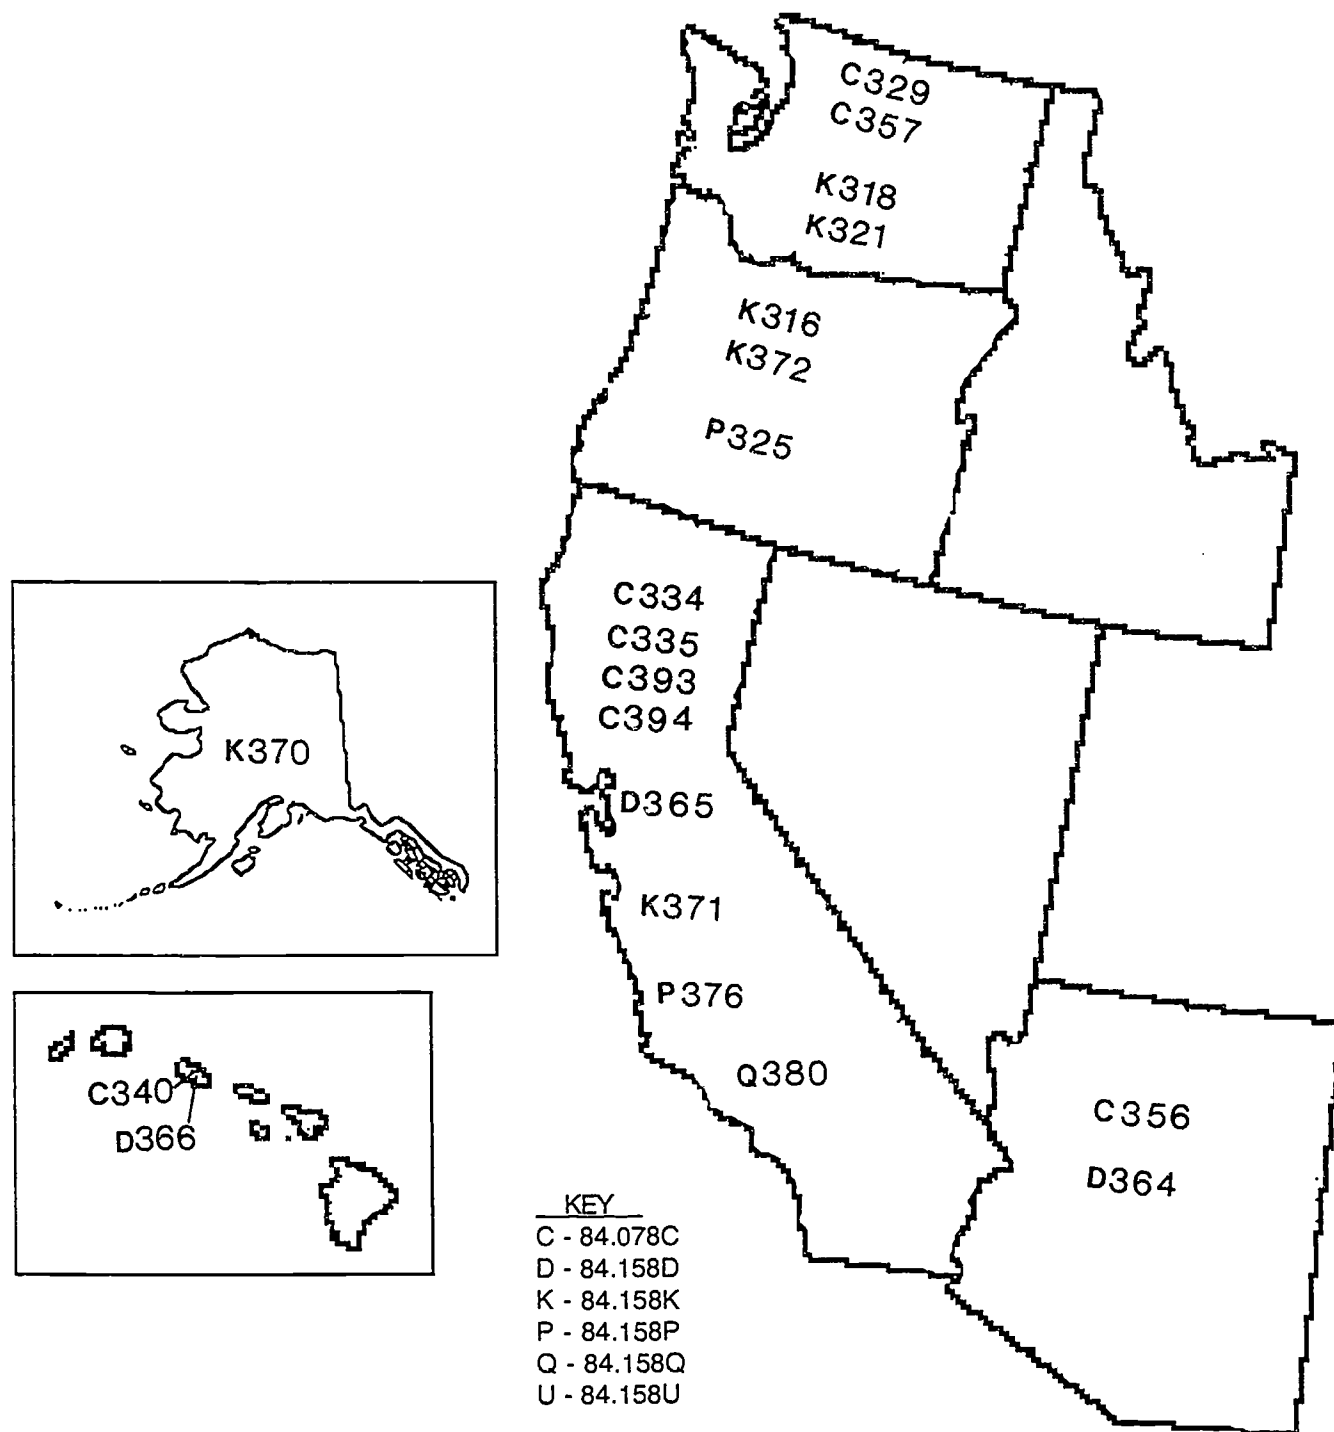 C329
C357
K318
K321
K316
K372
P325
C334
C335
C393
C394
D365
K371
P376
Q380
K370
C340
D366
C356
D364
KEY
C - 84.078C
D - 84.158D
K - 84.158K
P - 84.158P
Q - 84.158Q
U - 84.158U